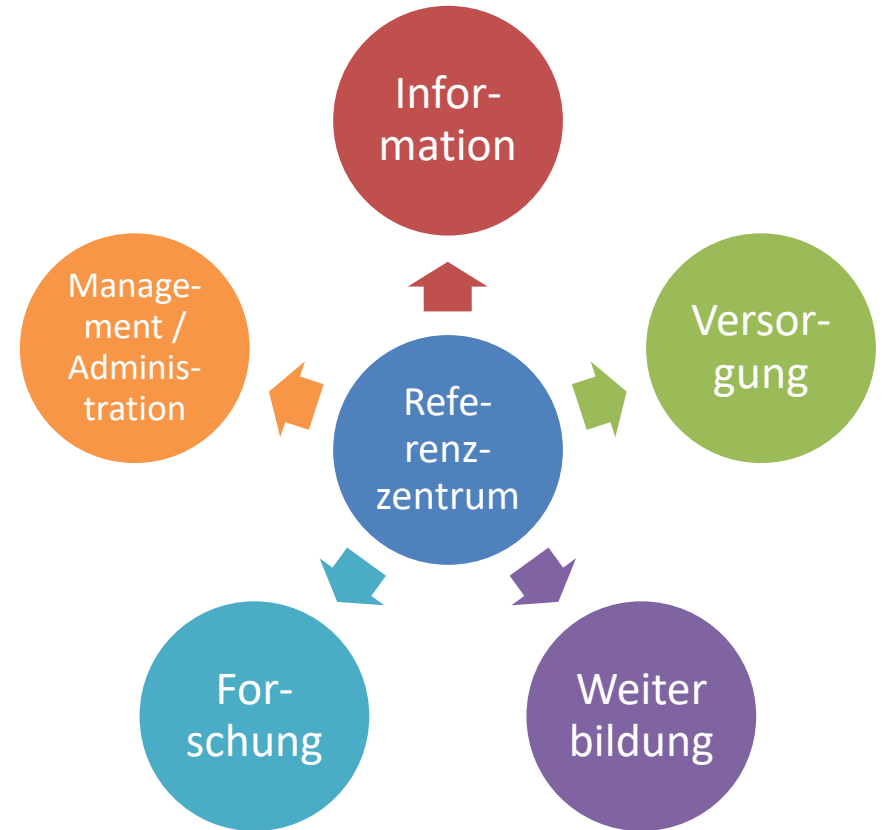 Infor-
mation
Manage-
ment /
Adminis-
tration
Versor-
gung
Refe-
renz-
zentrum
For-
schung
Weiter
bildung